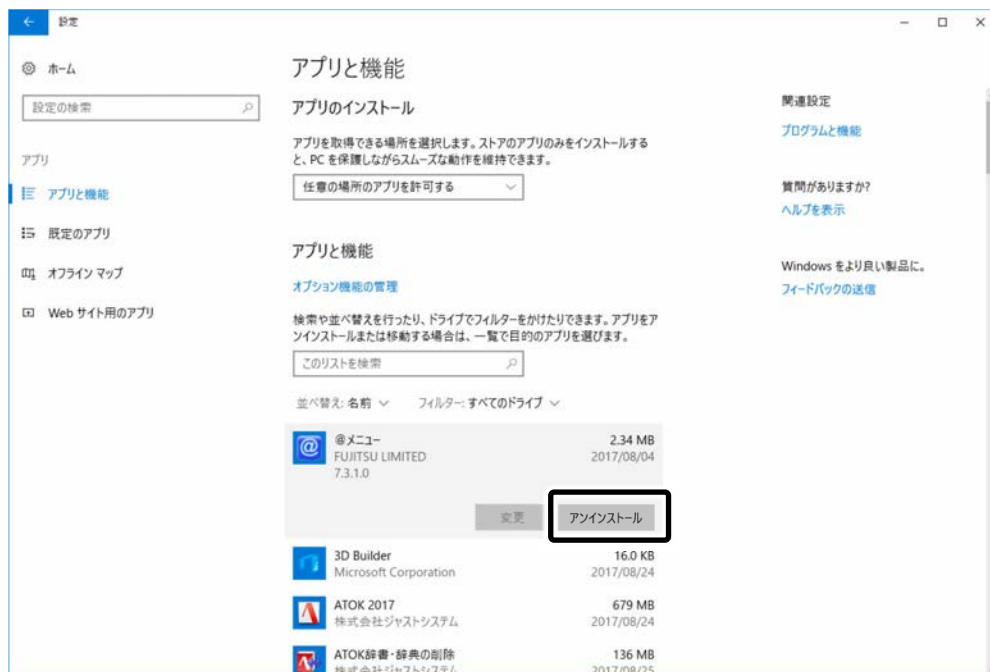 設定
ホーム
設定の検索
アプリ
アプリと機能
既定のアプリ
オフライン マップ
Web サイト用のアプリ
アプリと機能
アプリのインストール
アプリを取得できる場所を選択します。ストアのアプリのみをインストールする
と、PC を保護しながらスムーズな動作を維持できます。
任意の場所のアプリを許可する
アプリと機能
オプション機能の管理
検索や並べ替えを行ったり、ドライブでフィルターをかけたりできます。アプリをア
ンインストールまたは移動する場合は、一覧で目的のアプリを選びます。
このリストを検索
並べ替え: 名前 フィルター: すべてのドライブ
@メニュー 2.34 MB
FUJITSU LIMITED 2017/08/04
7.3.1.0
変更 アンインストール
3D Builder 16.0 KB
Microsoft Corporation 2017/08/24
ATOK 2017 679 MB
株式会社ジャストシステム 2017/08/24
ATOK辞書・辞典の削除 136 MB
株式会社ジャストシステム 2017/08/25
関連設定
プログラムと機能
質問がありますか?
ヘルプを表示
Windows をより良い製品に。
フィードバックの送信